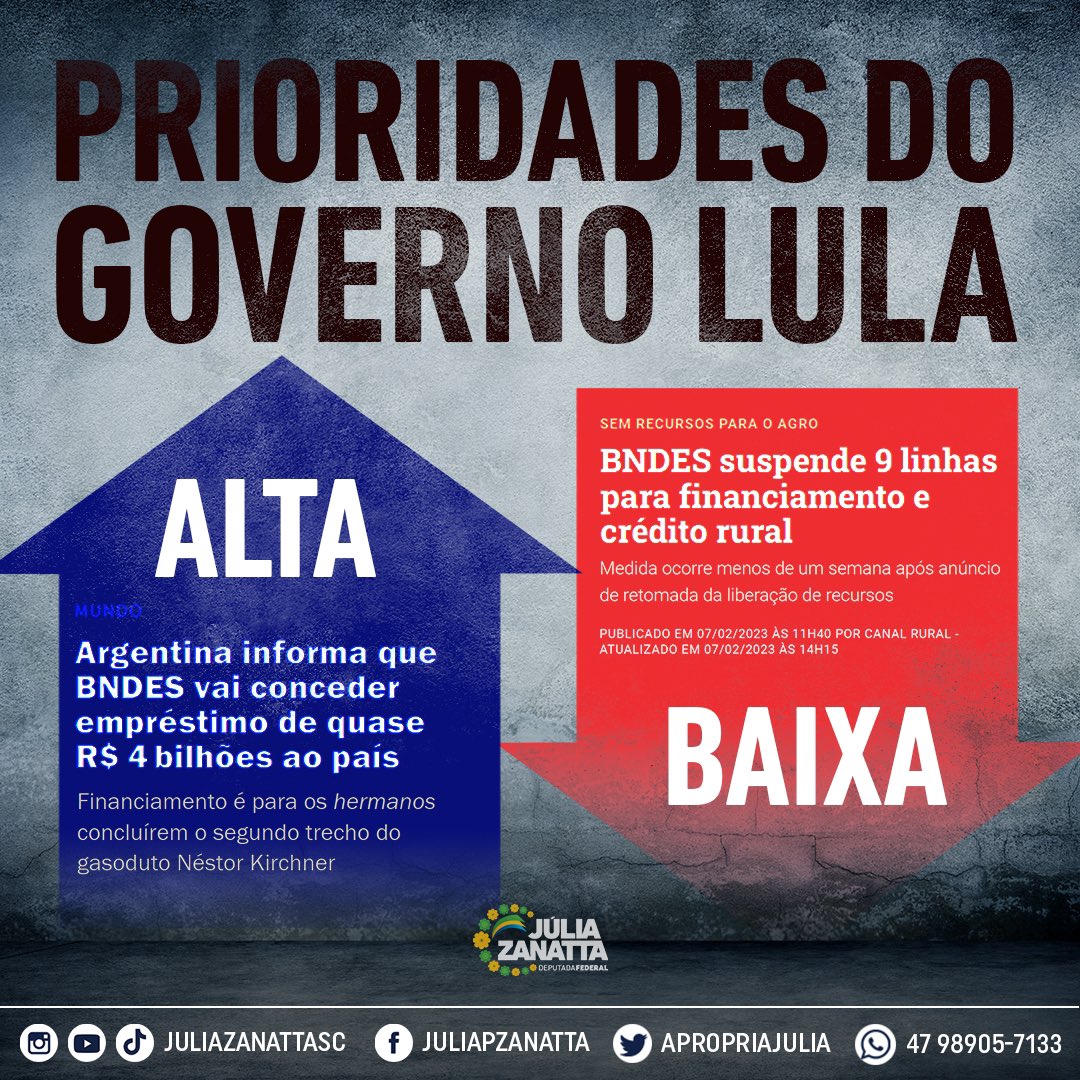 PRIORIDADES DO
GOVERNO LULA
ALTA
MUNDO
Argentina informa que
BNDES vai conceder
empréstimo de quase
R$ 4 bilhões ao país
Financiamento é para os hermanos
concluírem o segundo trecho do
gasoduto Néstor Kirchner
SEM RECURSOS PARA O AGRO
BNDES suspende 9 linhas
para financiamento e
crédito rural
Medida ocorre menos de um semana após anúncio
de retomada da liberação de recursos
PUBLICADO EM 07/02/2023 ÀS 11H40 POR CANAL RURAL -
ATUALIZADO EM 07/02/2023 ÀS 14H15
BAIXA
JÚLIA
ZANATTA
DEPUTADA FEDERAL
JULIAZANATTASC JULIAPZANATTA APROPRIAJULIA 47 98905-7133